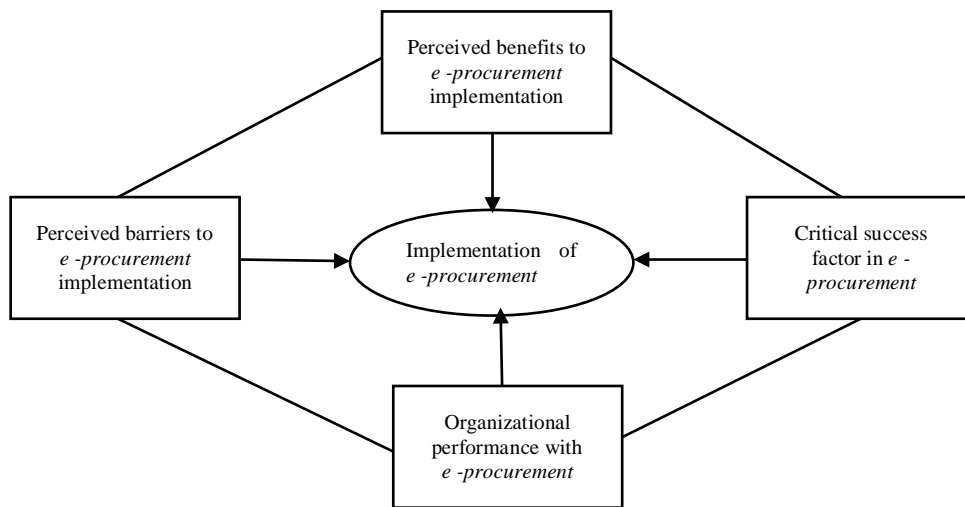 Perceived benefits to
e -procurement
implementation
Perceived barriers to
e -procurement
implementation
Implementation of
e -procurement
Critical success
factor in e -
procurement
Organizational
performance with
e -procurement